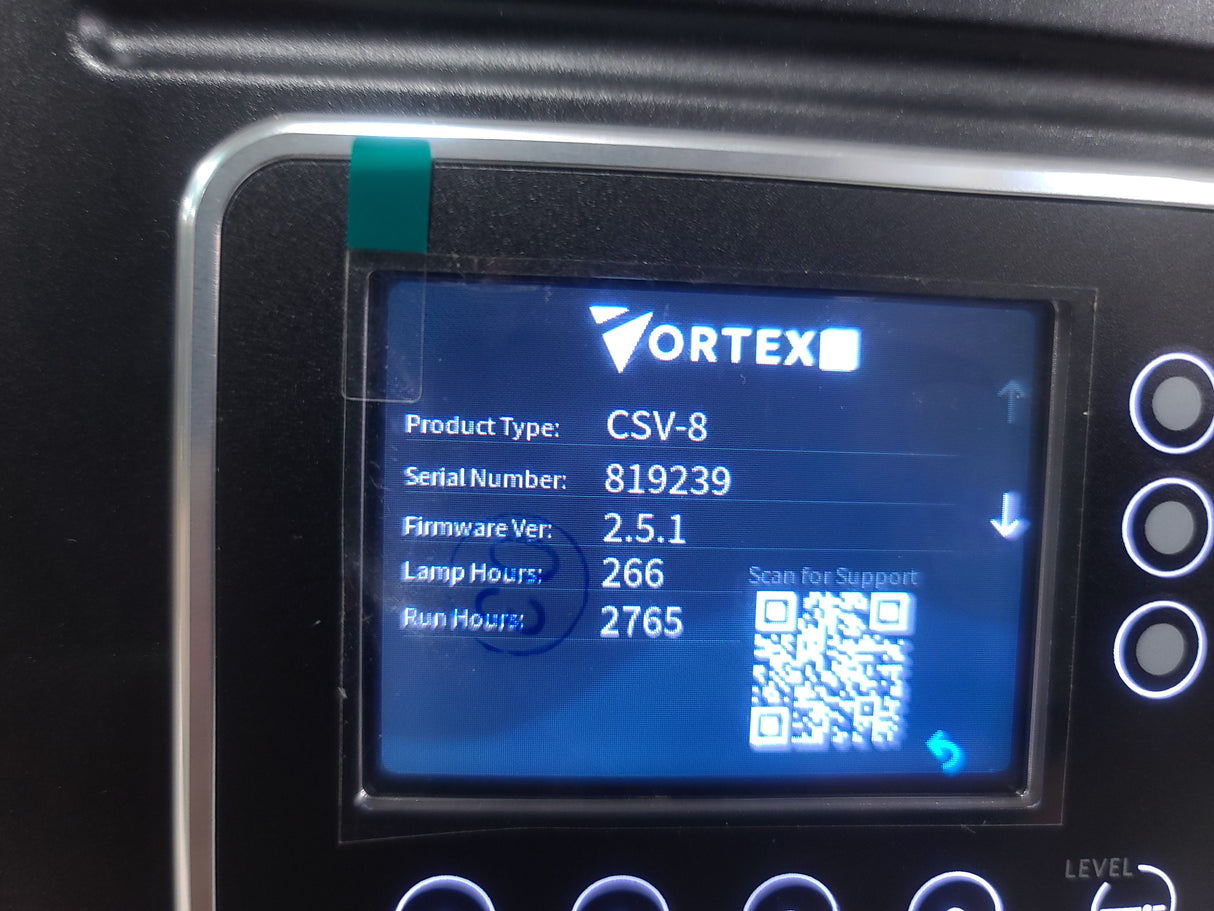 VORTEX
Product Type: CSV-8
Serial Number: 819239
Firmware Ver: 2.5.1
Lamp Hours: 266
Run Hours: 2765
Scan for Support
LEVEL